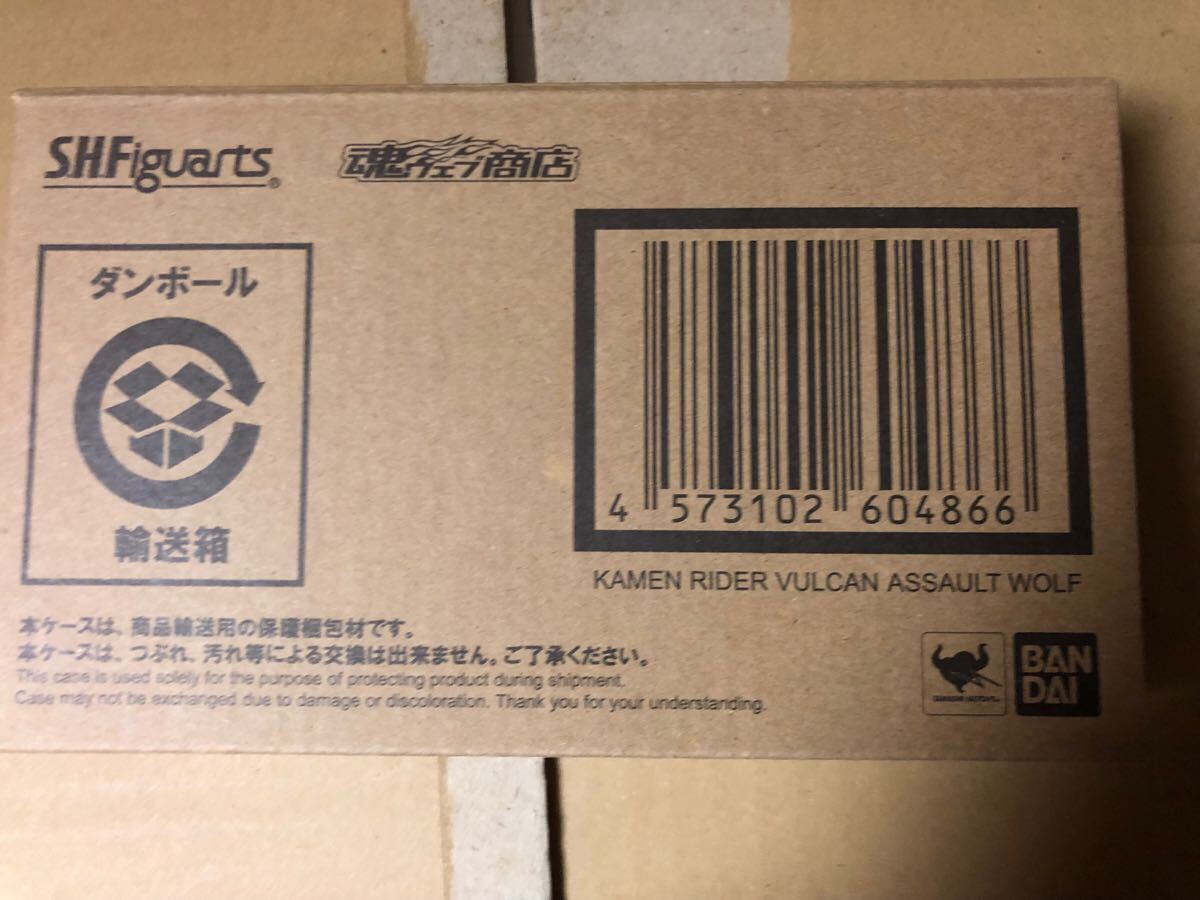 S.H.Figuarts®
魂ウェブ商店
ダンボール
輸送箱
4 573102 604866
KAMEN RIDER VULCAN ASSAULT WOLF
本ケースは、商品輸送用の保護梱包材です。
本ケースは、つぶれ、汚れ等による交換は出来ません。ご了承ください。
This case is used solely for the purpose of protecting product during shipment.
Case may not be exchanged due to damage or discoloration. Thank you for your understanding.
BAN
DAI